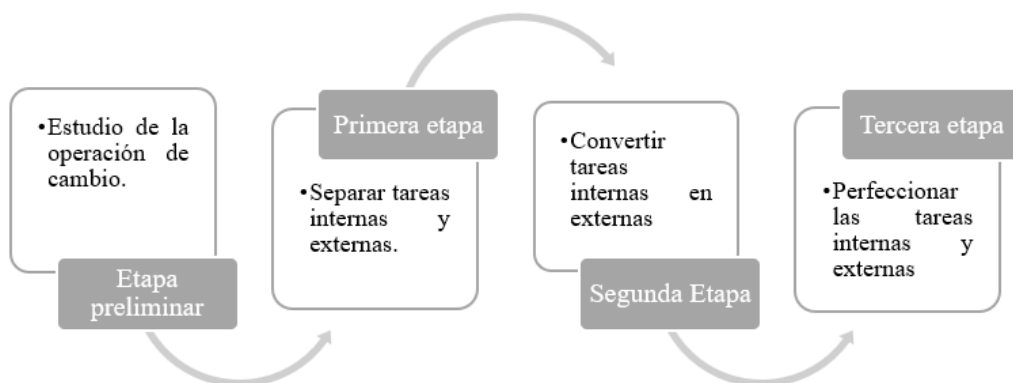 •Estudio de la
operación de
cambio.
Etapa
preliminar
Primera etapa
•Separar tareas
internas y
externas.
•Convertir
tareas
internas en
externas
Segunda Etapa
Tercera etapa
•Perfeccionar
las tareas
internas y
externas